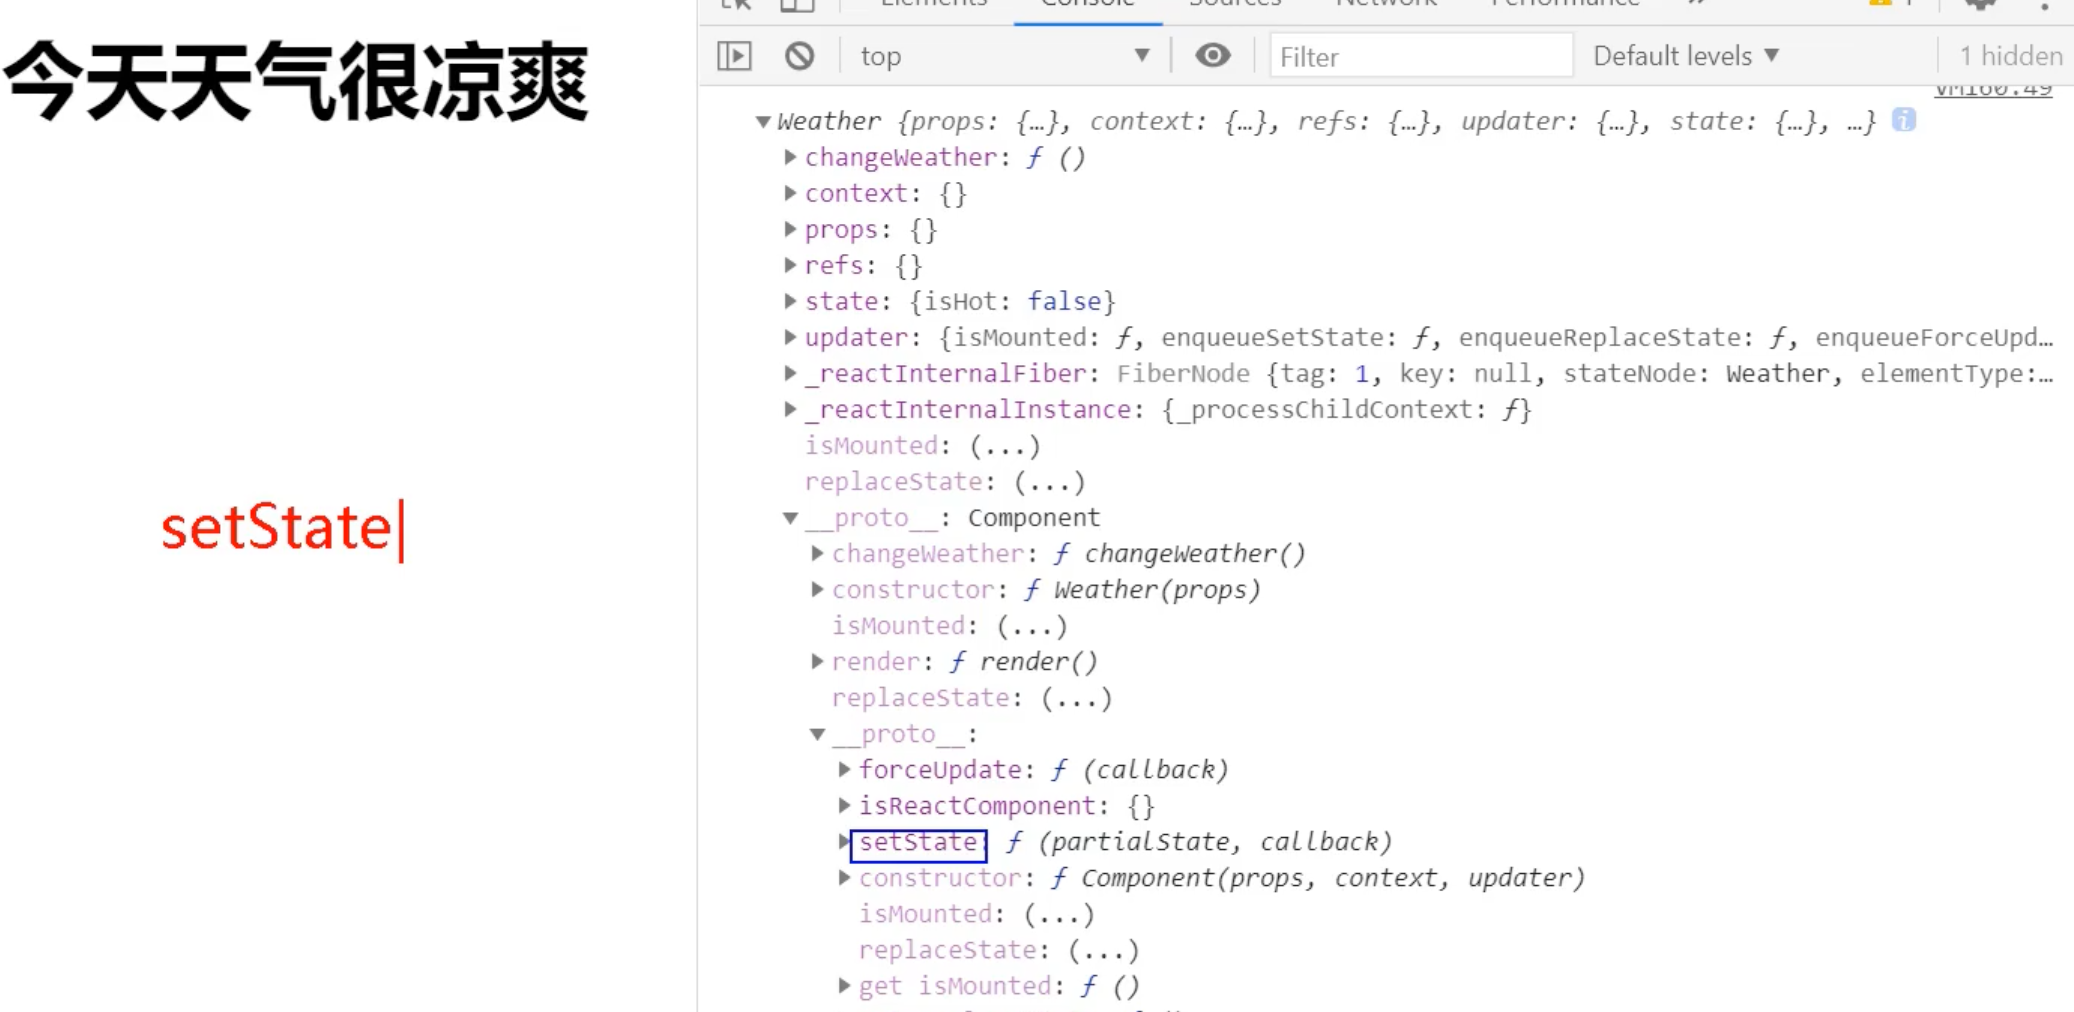 今天天气很凉爽
setState
Elements Console Sources Network Performance » 1
top Filter Default levels 1 hidden
VM160:49
Weather {props: {…}, context: {…}, refs: {…}, updater: {…}, state: {…}, …} i
changeWeather: ƒ ()
context: {}
props: {}
refs: {}
state: {isHot: false}
updater: {isMounted: ƒ, enqueueSetState: ƒ, enqueueReplaceState: ƒ, enqueueForceUpd…
_reactInternalFiber: FiberNode {tag: 1, key: null, stateNode: Weather, elementType:…
_reactInternalInstance: {_processChildContext: ƒ}
isMounted: (...)
replaceState: (...)
__proto__: Component
changeWeather: ƒ changeWeather()
constructor: ƒ Weather(props)
isMounted: (...)
render: ƒ render()
replaceState: (...)
__proto__:
forceUpdate: ƒ (callback)
isReactComponent: {}
setState: ƒ (partialState, callback)
constructor: ƒ Component(props, context, updater)
isMounted: (...)
replaceState: (...)
get isMounted: ƒ ()